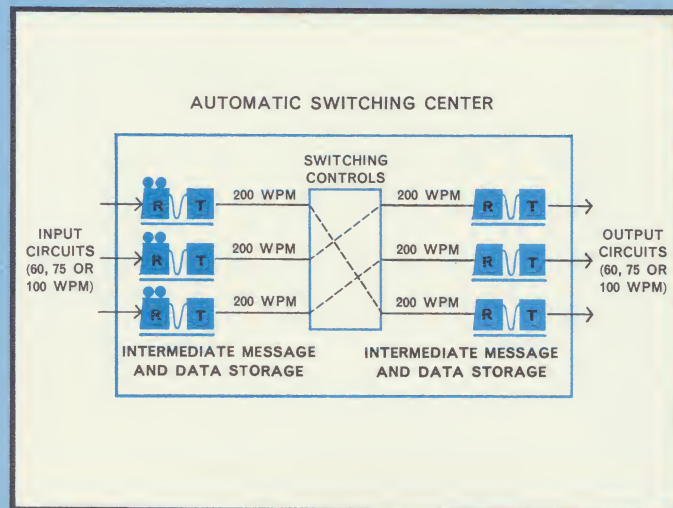 AUTOMATIC SWITCHING CENTER
SWITCHING
CONTROLS
INPUT
CIRCUITS
(60, 75 OR
100 WPM)
R T 200 WPM 200 WPM R T
R T 200 WPM 200 WPM R T
R T 200 WPM 200 WPM R T
OUTPUT
CIRCUITS
(60, 75 OR
100 WPM)
INTERMEDIATE MESSAGE
AND DATA STORAGE
INTERMEDIATE MESSAGE
AND DATA STORAGE